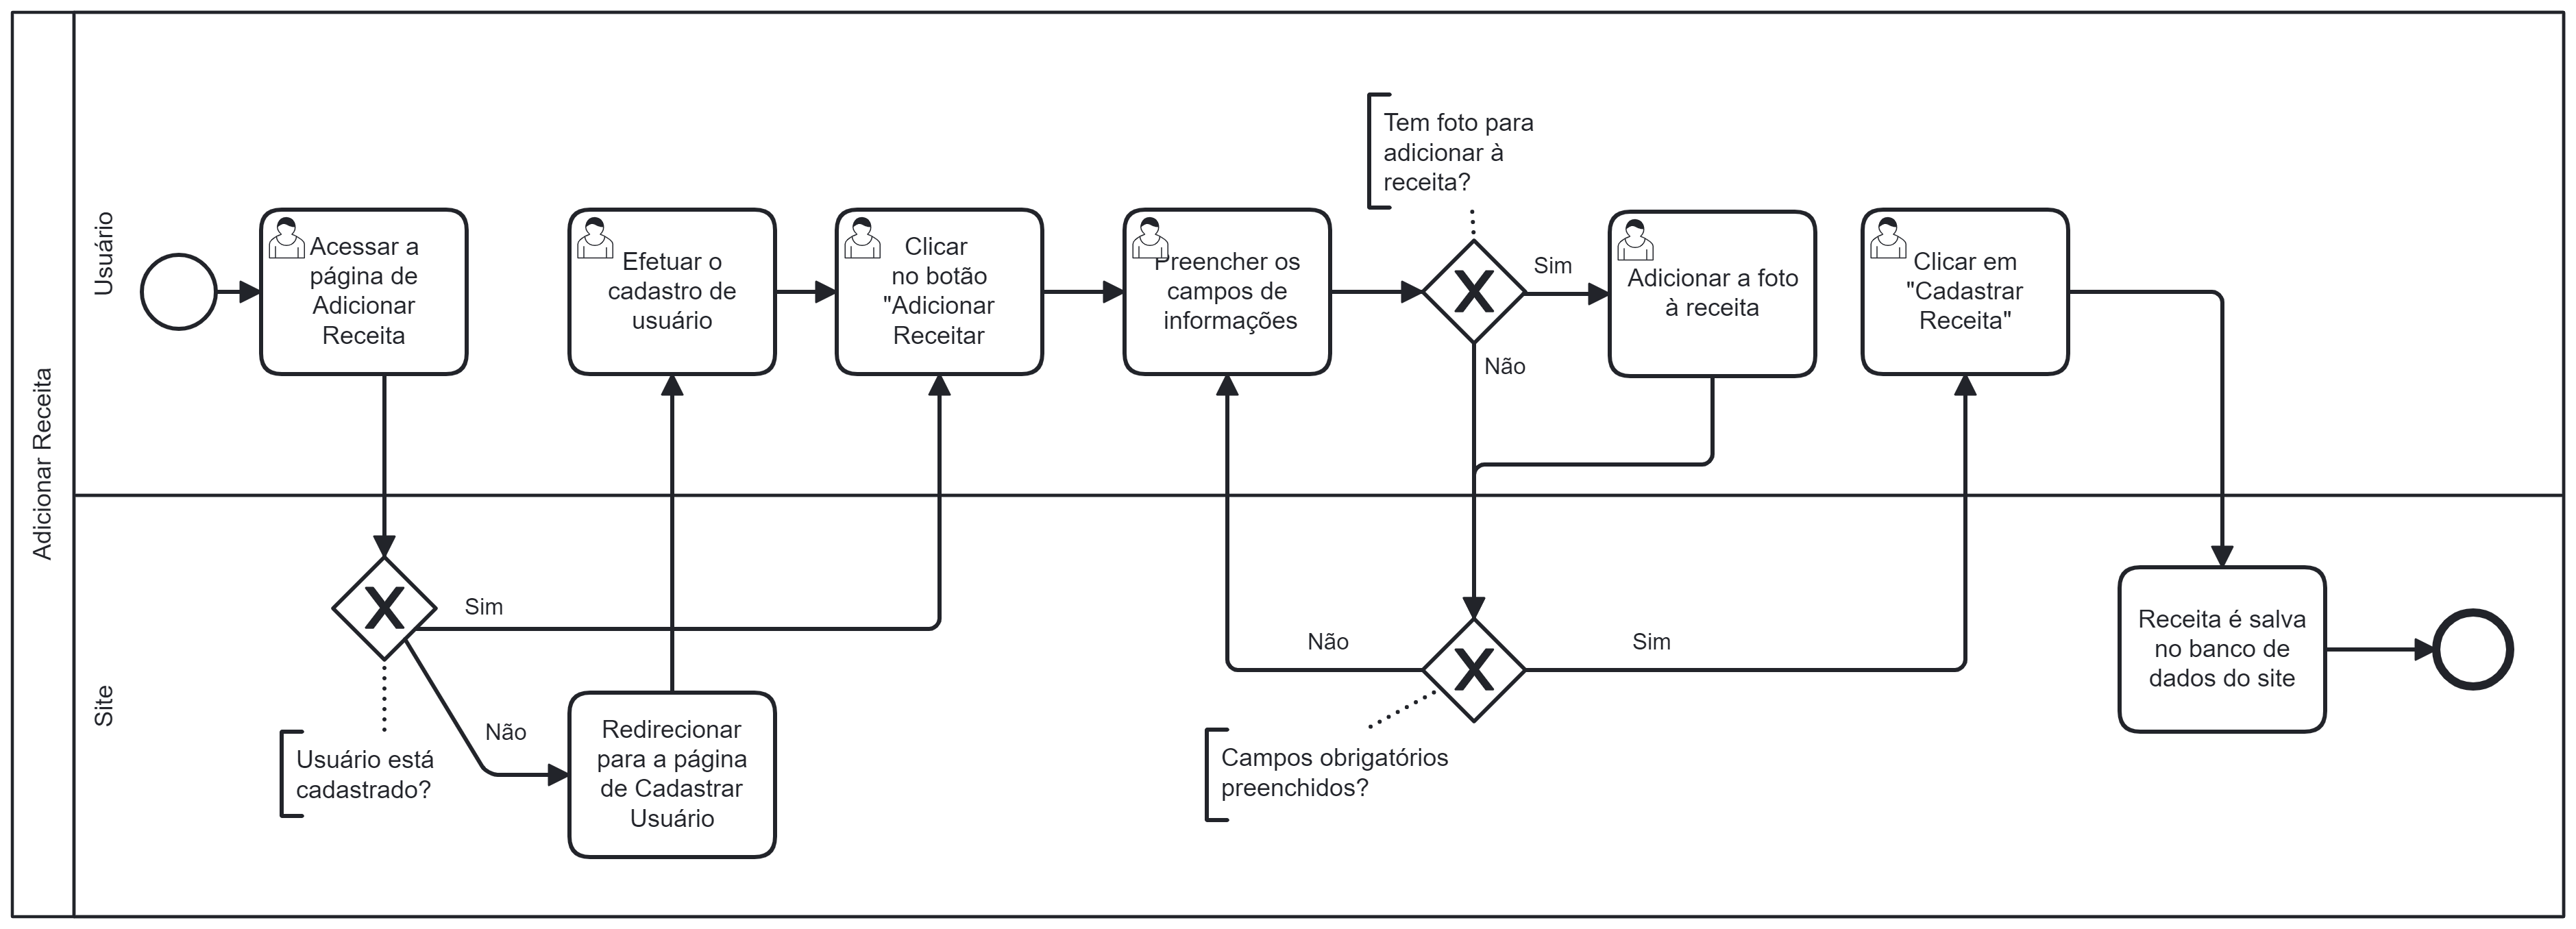 Adicionar Receita
Usuário
Acessar a
página de
Adicionar
Receita
Efetuar o
cadastro de
usuário
Clicar
no botão
"Adicionar
Receitar
Preencher os
campos de
informações
Tem foto para
adicionar à
receita?
Sim
Não
Adicionar a foto
à receita
Clicar em
"Cadastrar
Receita"
Site
Sim
Não
Usuário está
cadastrado?
Redirecionar
para a página
de Cadastrar
Usuário
Não
Sim
Campos obrigatórios
preenchidos?
Receita é salva
no banco de
dados do site